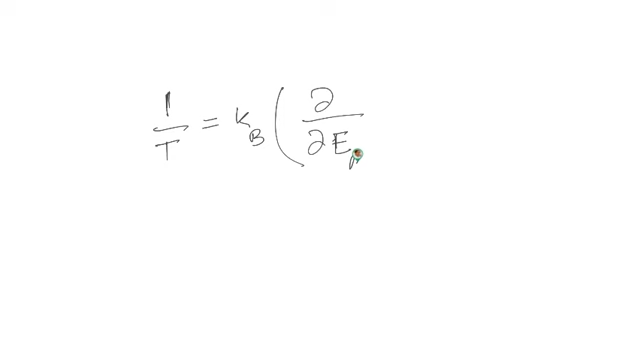 1/T = k_B ( ∂/∂E